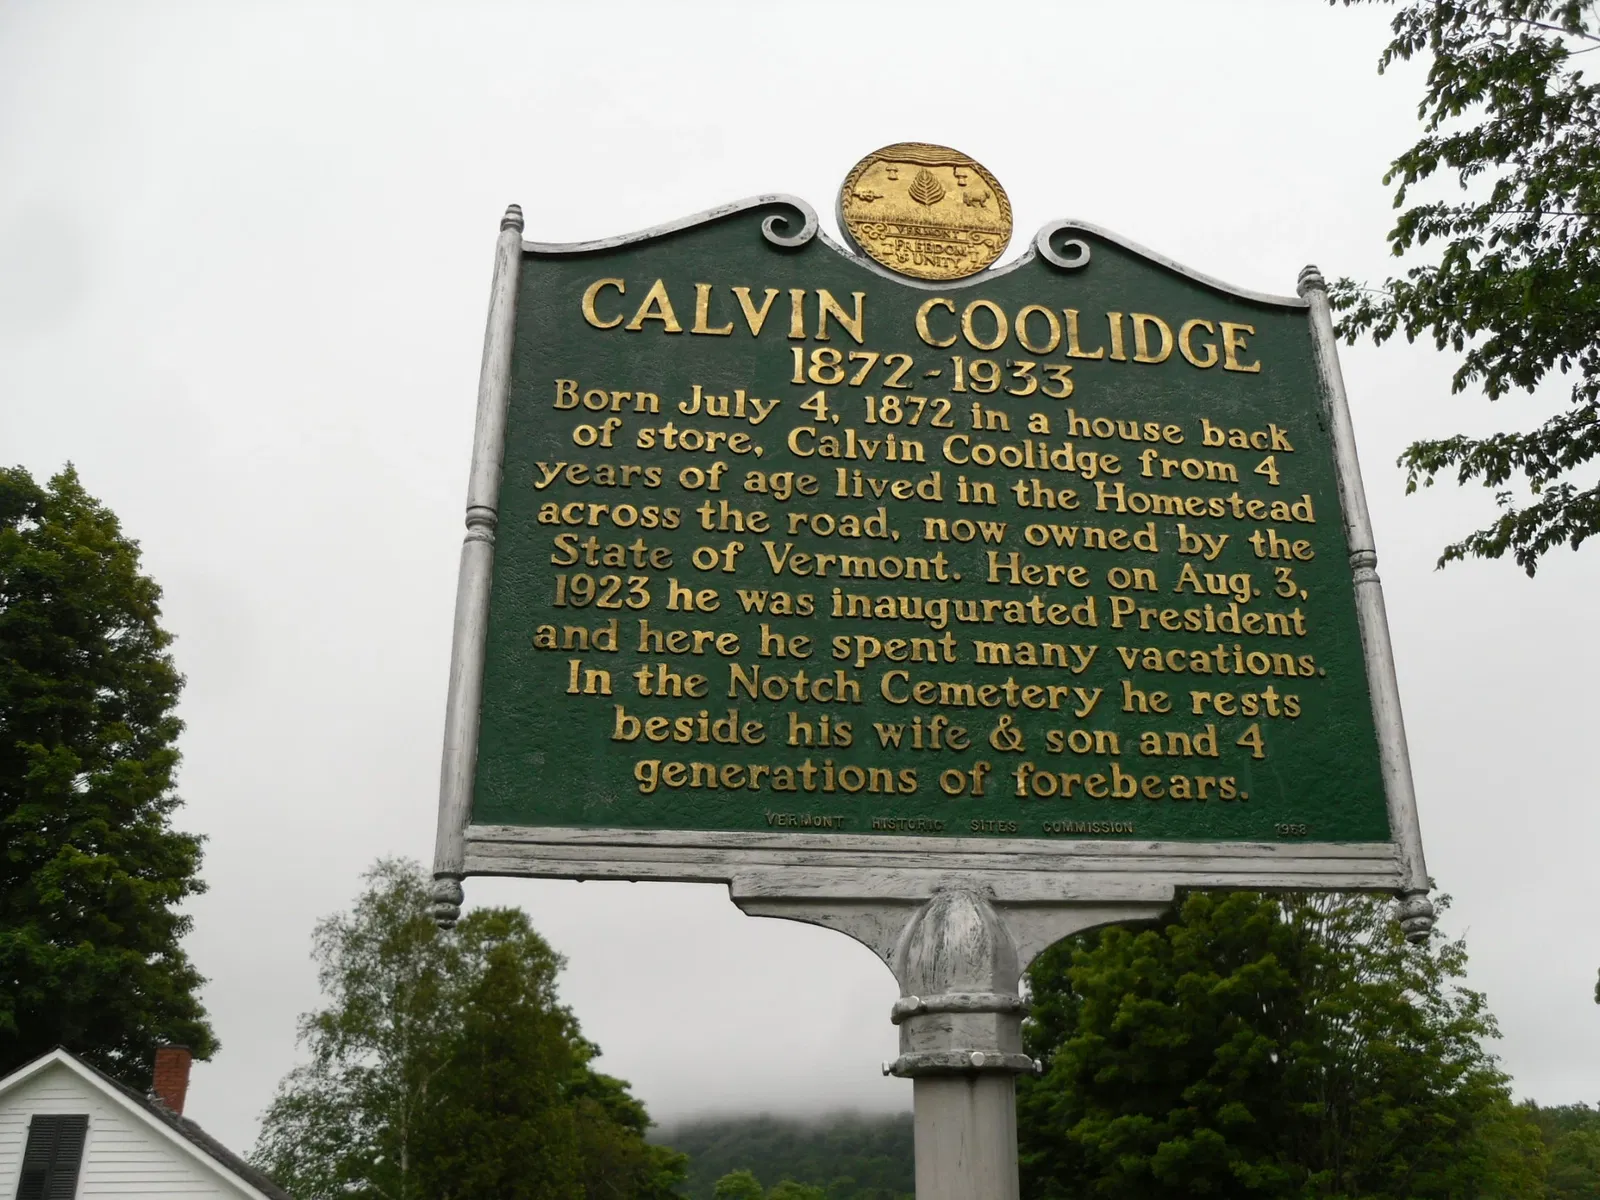 VERMONT
FREEDOM
& UNITY
CALVIN COOLIDGE
1872-1933
Born July 4, 1872 in a house back
of store, Calvin Coolidge from 4
years of age lived in the Homestead
across the road, now owned by the
State of Vermont. Here on Aug. 3,
1923 he was inaugurated President
and here he spent many vacations.
In the Notch Cemetery he rests
beside his wife & son and 4
generations of forebears.
VERMONT HISTORIC SITES COMMISSION